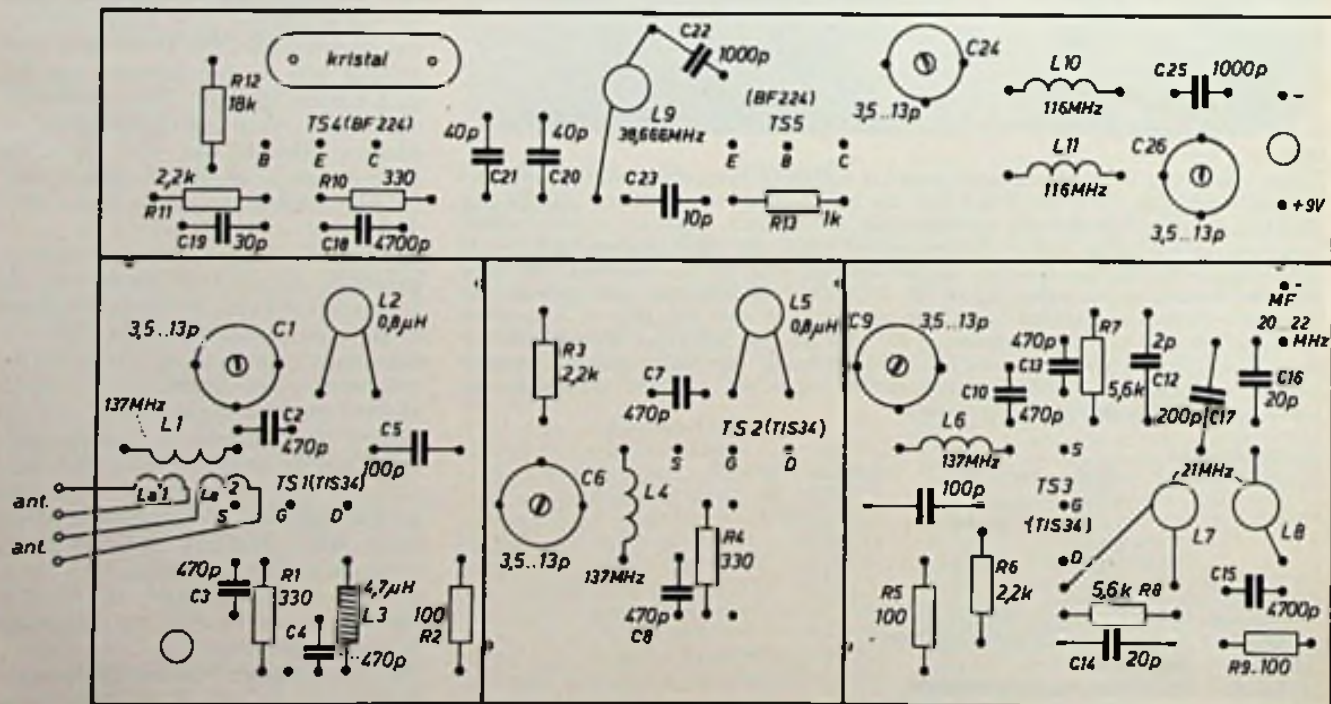 kristal
R12
18k
TS4(BF224)
B
E
C
2,2k
R11
R10
330
C19
30p
C18
4700p
40p
C21
40p
C20
C22
1000p
L9
38,666MHz
C23
10p
(BF224)
TS5
E
B
C
R13
1k
C24
3,5..13p
L10
116MHz
L11
116MHz
C25
1000p
-
C26
3,5..13p
+9V
3,5..13p
C1
L2
0,8µH
137MHz
L1
C2
470p
C5
100p
ant.
ant.
La'1
La 2
TS1(TIS34)
S
G
D
470p
C3
R1
330
C4
470p
4,7µH
L3
100
R2
R3
2,2k
C7
470p
L5
0,8µH
TS2(TIS34)
S
G
D
C6
3,5..13p
L4
137MHz
R4
330
470p
C8
C9
3,5..13p
L6
137MHz
C10
470p
470p
C13
R7
5,6k
2p
C12
200p
C17
C16
20p
-
MF
20..22
MHz
S
TS3
G
(TIS34)
D
100p
R5
100
R6
2,2k
21MHz
L7
L8
5,6k
R8
C14
20p
C15
4700p
R9..100